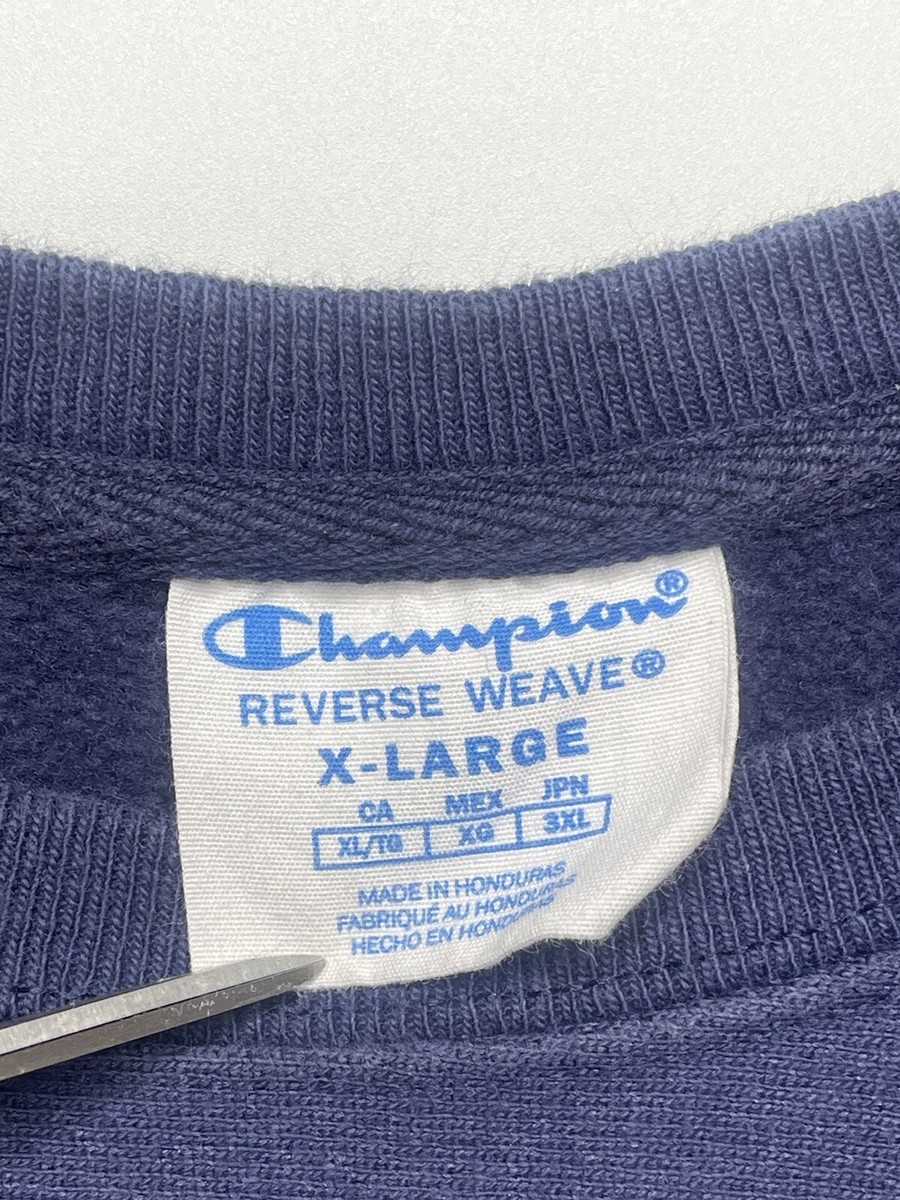 Champion®
REVERSE WEAVE®
X-LARGE
CA MEX JPN
XL/TG XG 3XL
MADE IN HONDURAS
FABRIQUÉ AU HONDURAS
HECHO EN HONDURAS